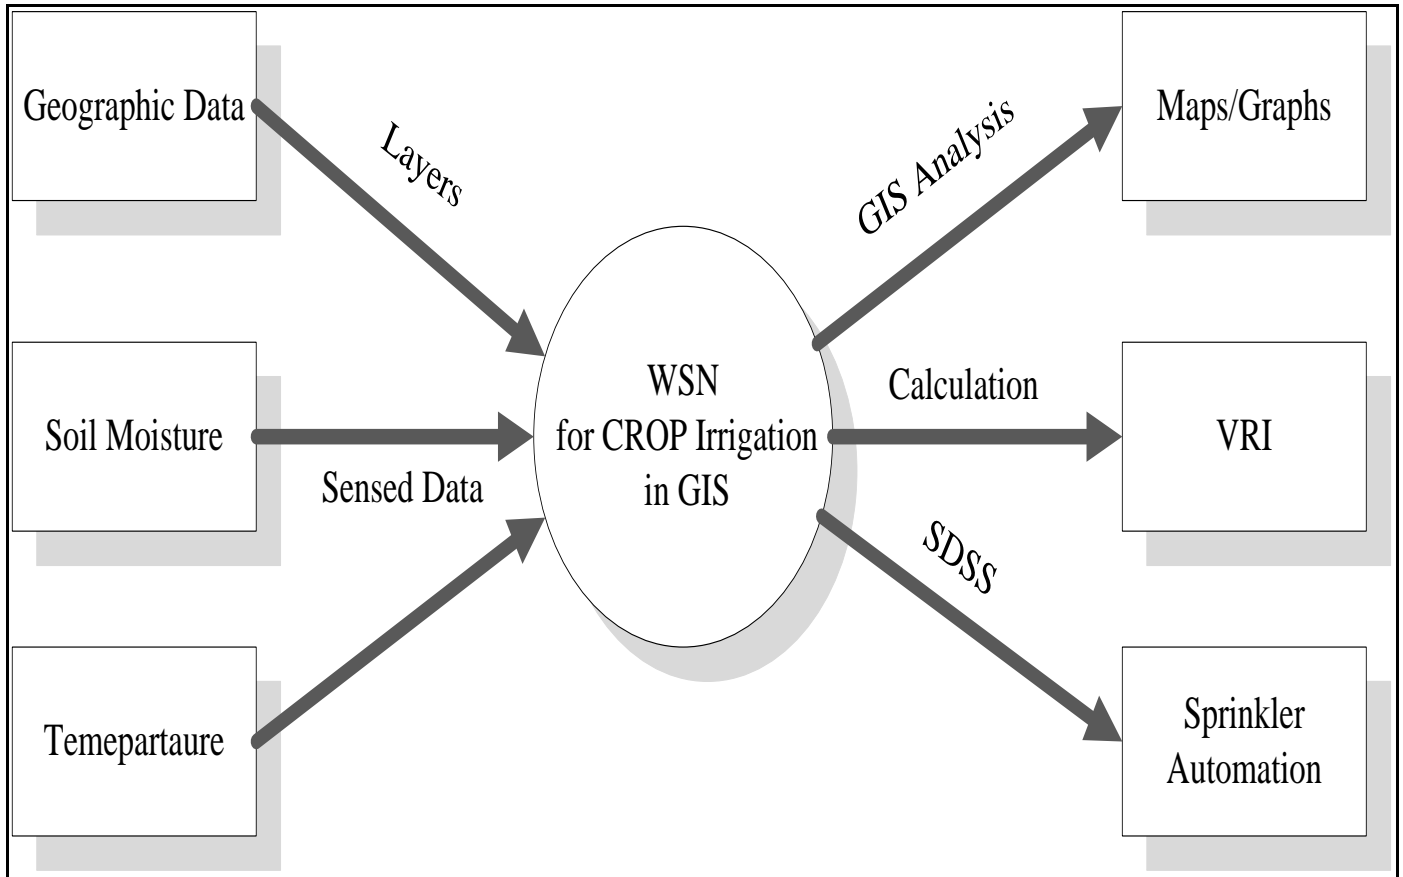 Geographic Data
Layers
GIS Analysis
Maps/Graphs
Soil Moisture
Sensed Data
WSN
for CROP Irrigation
in GIS
Calculation
VRI
Temepartaure
SDSS
Sprinkler
Automation